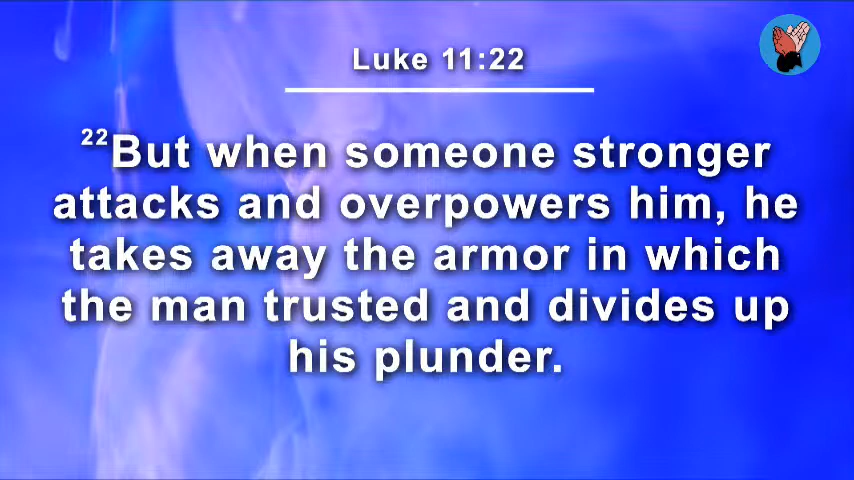 Luke 11:22
22But when someone stronger
attacks and overpowers him, he
takes away the armor in which
the man trusted and divides up
his plunder.